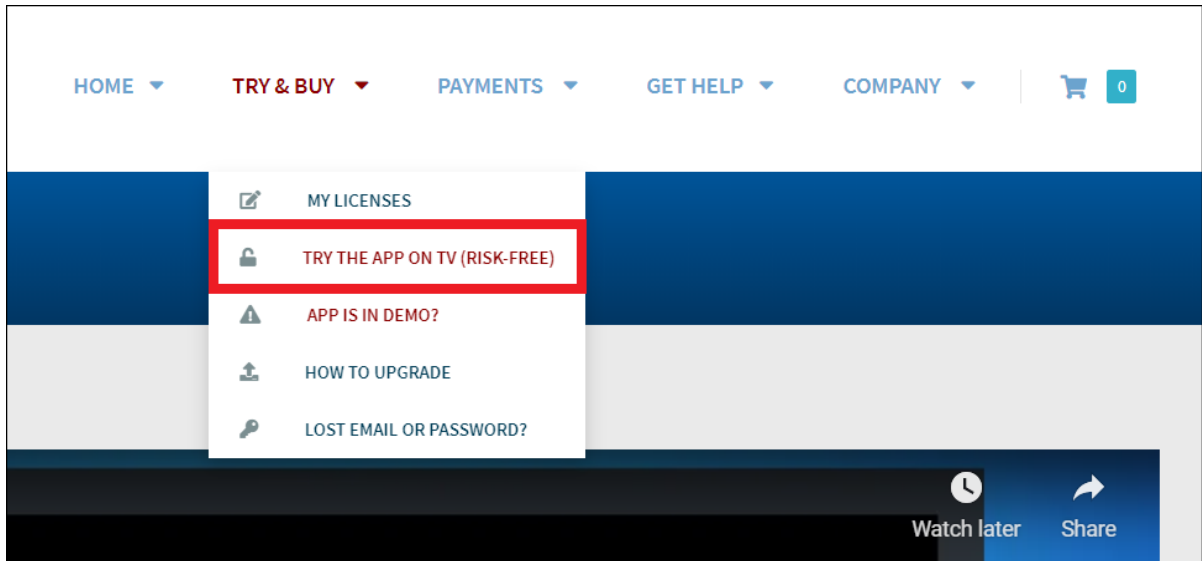 HOME TRY & BUY PAYMENTS GET HELP COMPANY 0
MY LICENSES
TRY THE APP ON TV (RISK-FREE)
APP IS IN DEMO?
HOW TO UPGRADE
LOST EMAIL OR PASSWORD?
Watch later Share